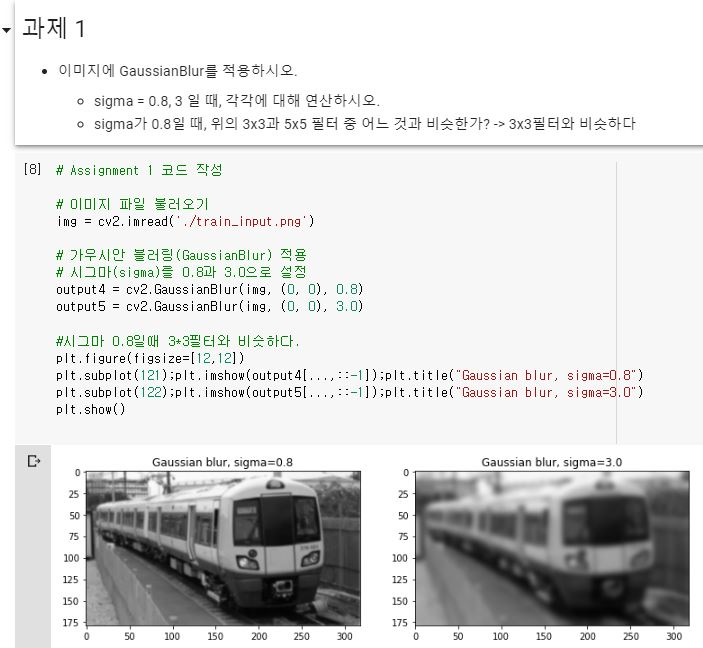 과제 1
이미지에 GaussianBlur를 적용하시오.
sigma = 0.8, 3 일 때, 각각에 대해 연산하시오.
sigma가 0.8일 때, 위의 3x3과 5x5 필터 중 어느 것과 비슷한가? -> 3x3필터와 비슷하다
[8] # Assignment 1 코드 작성
# 이미지 파일 불러오기
img = cv2.imread('./train_input.png')
# 가우시안 블러링(GaussianBlur) 적용
# 시그마(sigma)를 0.8과 3.0으로 설정
output4 = cv2.GaussianBlur(img, (0, 0), 0.8)
output5 = cv2.GaussianBlur(img, (0, 0), 3.0)
#시그마 0.8일때 3*3필터와 비슷하다.
plt.figure(figsize=[12,12])
plt.subplot(121);plt.imshow(output4[...,::-1]);plt.title("Gaussian blur, sigma=0.8")
plt.subplot(122);plt.imshow(output5[...,::-1]);plt.title("Gaussian blur, sigma=3.0")
plt.show()
Gaussian blur, sigma=0.8 Gaussian blur, sigma=3.0
0 0
25 25
50 50
75 75
100 100
125 125
150 150
175 175
0 50 100 150 200 250 300 0 50 100 150 200 250 300